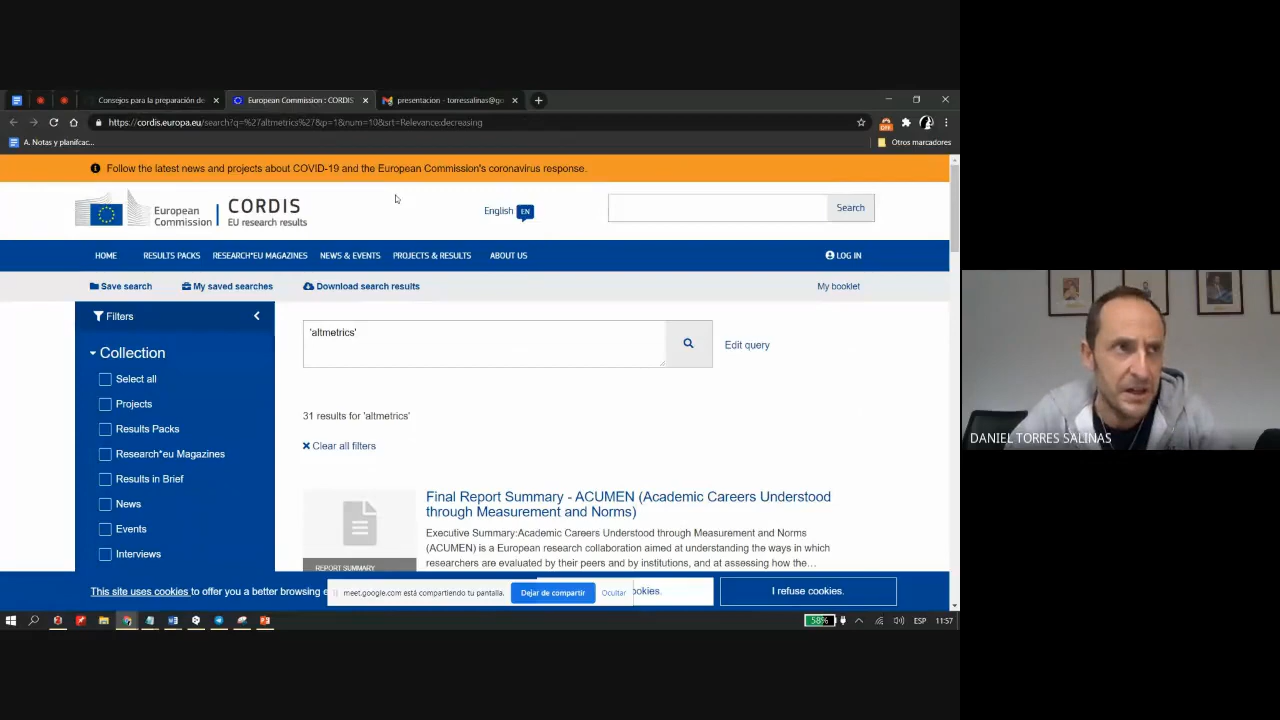 Consejos para la preparación de
European Commission : CORDIS
presentacion - torressalinas@go
https://cordis.europa.eu/search?q=%27altmetrics%27&p=1&num=10&srt=Relevance:decreasing
A. Notas y planifcac...
Otros marcadores
Follow the latest news and projects about COVID-19 and the European Commission's coronavirus response.
European Commission
CORDIS
EU research results
English EN
Search
HOME RESULTS PACKS RESEARCH*EU MAGAZINES NEWS & EVENTS PROJECTS & RESULTS ABOUT US LOG IN
Save search My saved searches Download search results My booklet
Filters
Collection
Select all
Projects
Results Packs
Research*eu Magazines
Results in Brief
News
Events
Interviews
'altmetrics'
Edit query
31 results for 'altmetrics'
Clear all filters
Final Report Summary - ACUMEN (Academic Careers Understood
through Measurement and Norms)
Executive Summary:Academic Careers Understood through Measurement and Norms
(ACUMEN) is a European research collaboration aimed at understanding the ways in which
researchers are evaluated by their peers and by institutions, and at assessing how the...
REPORT SUMMARY
This site uses cookies to offer you a better browsing e
meet.google.com está compartiendo tu pantalla.
Dejar de compartir
Ocultar
ookies.
I refuse cookies.
58%
ESP
11:57
DANIEL TORRES SALINAS